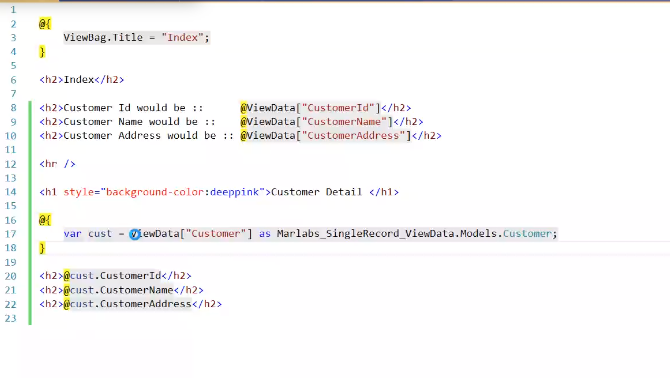 1
2 @{
3 ViewBag.Title = "Index";
4 }
5
6 <h2>Index</h2>
7
8 <h2>Customer Id would be :: @ViewData["CustomerId"]</h2>
9 <h2>Customer Name would be :: @ViewData["CustomerName"]</h2>
10 <h2>Customer Address would be :: @ViewData["CustomerAddress"]</h2>
11
12 <hr />
13
14 <h1 style="background-color:deeppink">Customer Detail </h1>
15
16 @{
17 var cust = ViewData["Customer"] as Marlabs_SingleRecord_ViewData.Models.Customer;
18 }
19
20 <h2>@cust.CustomerId</h2>
21 <h2>@cust.CustomerName</h2>
22 <h2>@cust.CustomerAddress</h2>
23